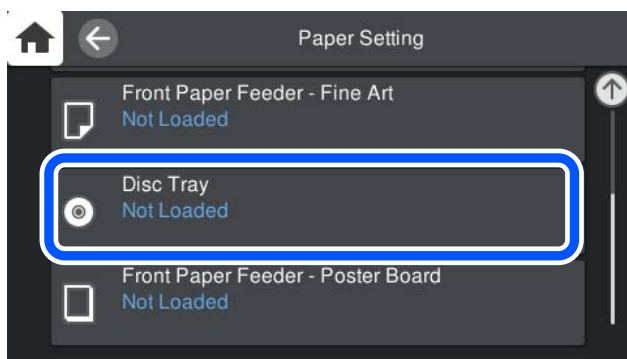 Paper Setting
Front Paper Feeder - Fine Art
Not Loaded
Disc Tray
Not Loaded
Front Paper Feeder - Poster Board
Not Loaded